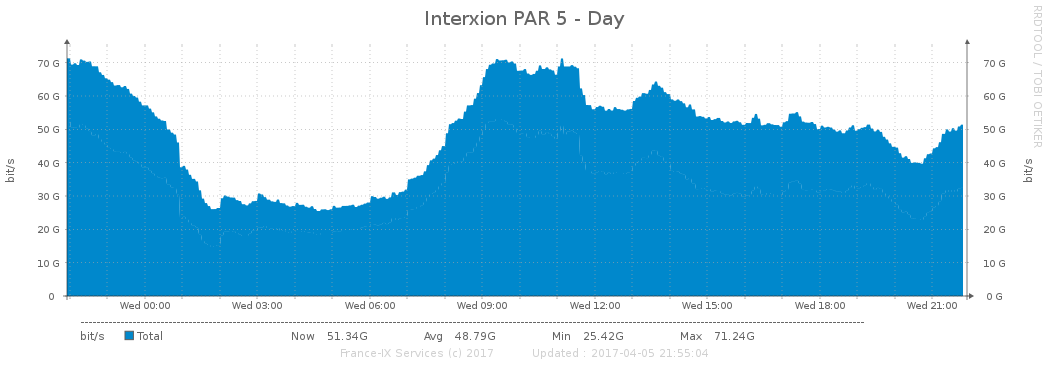 Interxion PAR 5 - Day
RRDTOOL / TOBI OETIKER
bit/s
70 G
60 G
50 G
40 G
30 G
20 G
10 G
0
70 G
60 G
50 G
40 G
30 G
20 G
10 G
0 G
bit/s
Wed 00:00 Wed 03:00 Wed 06:00 Wed 09:00 Wed 12:00 Wed 15:00 Wed 18:00 Wed 21:00
bit/s Total Now 51.34G Avg 48.79G Min 25.42G Max 71.24G
France-IX Services (c) 2017 Updated : 2017-04-05 21:55:04